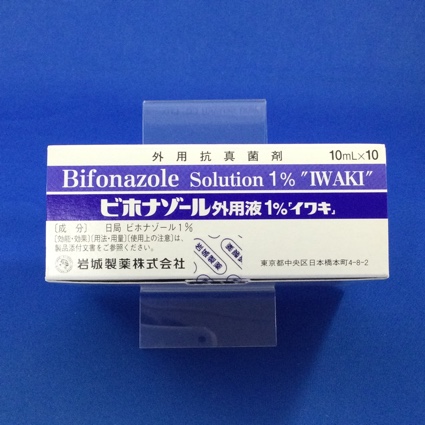 外用抗真菌剤 10mL×10
Bifonazole Solution 1% "IWAKI"
ビホナゾール外用液1%「イワキ」
〔成 分〕 日局 ビホナゾール1%
〔効能・効果〕〔用法・用量〕〔使用上の注意〕は、
製品添付文書をご参照ください。
岩城製薬株式会社
岩城製薬
東京都中央区日本橋本町4-8-2